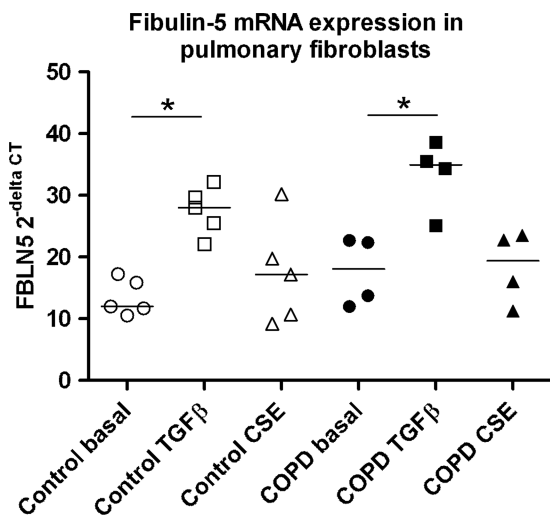 Fibulin-5 mRNA expression in
pulmonary fibroblasts
FBLN5 2^-delta CT
50
40
30
20
10
0
*
*
Control basal
Control TGFβ
Control CSE
COPD basal
COPD TGFβ
COPD CSE